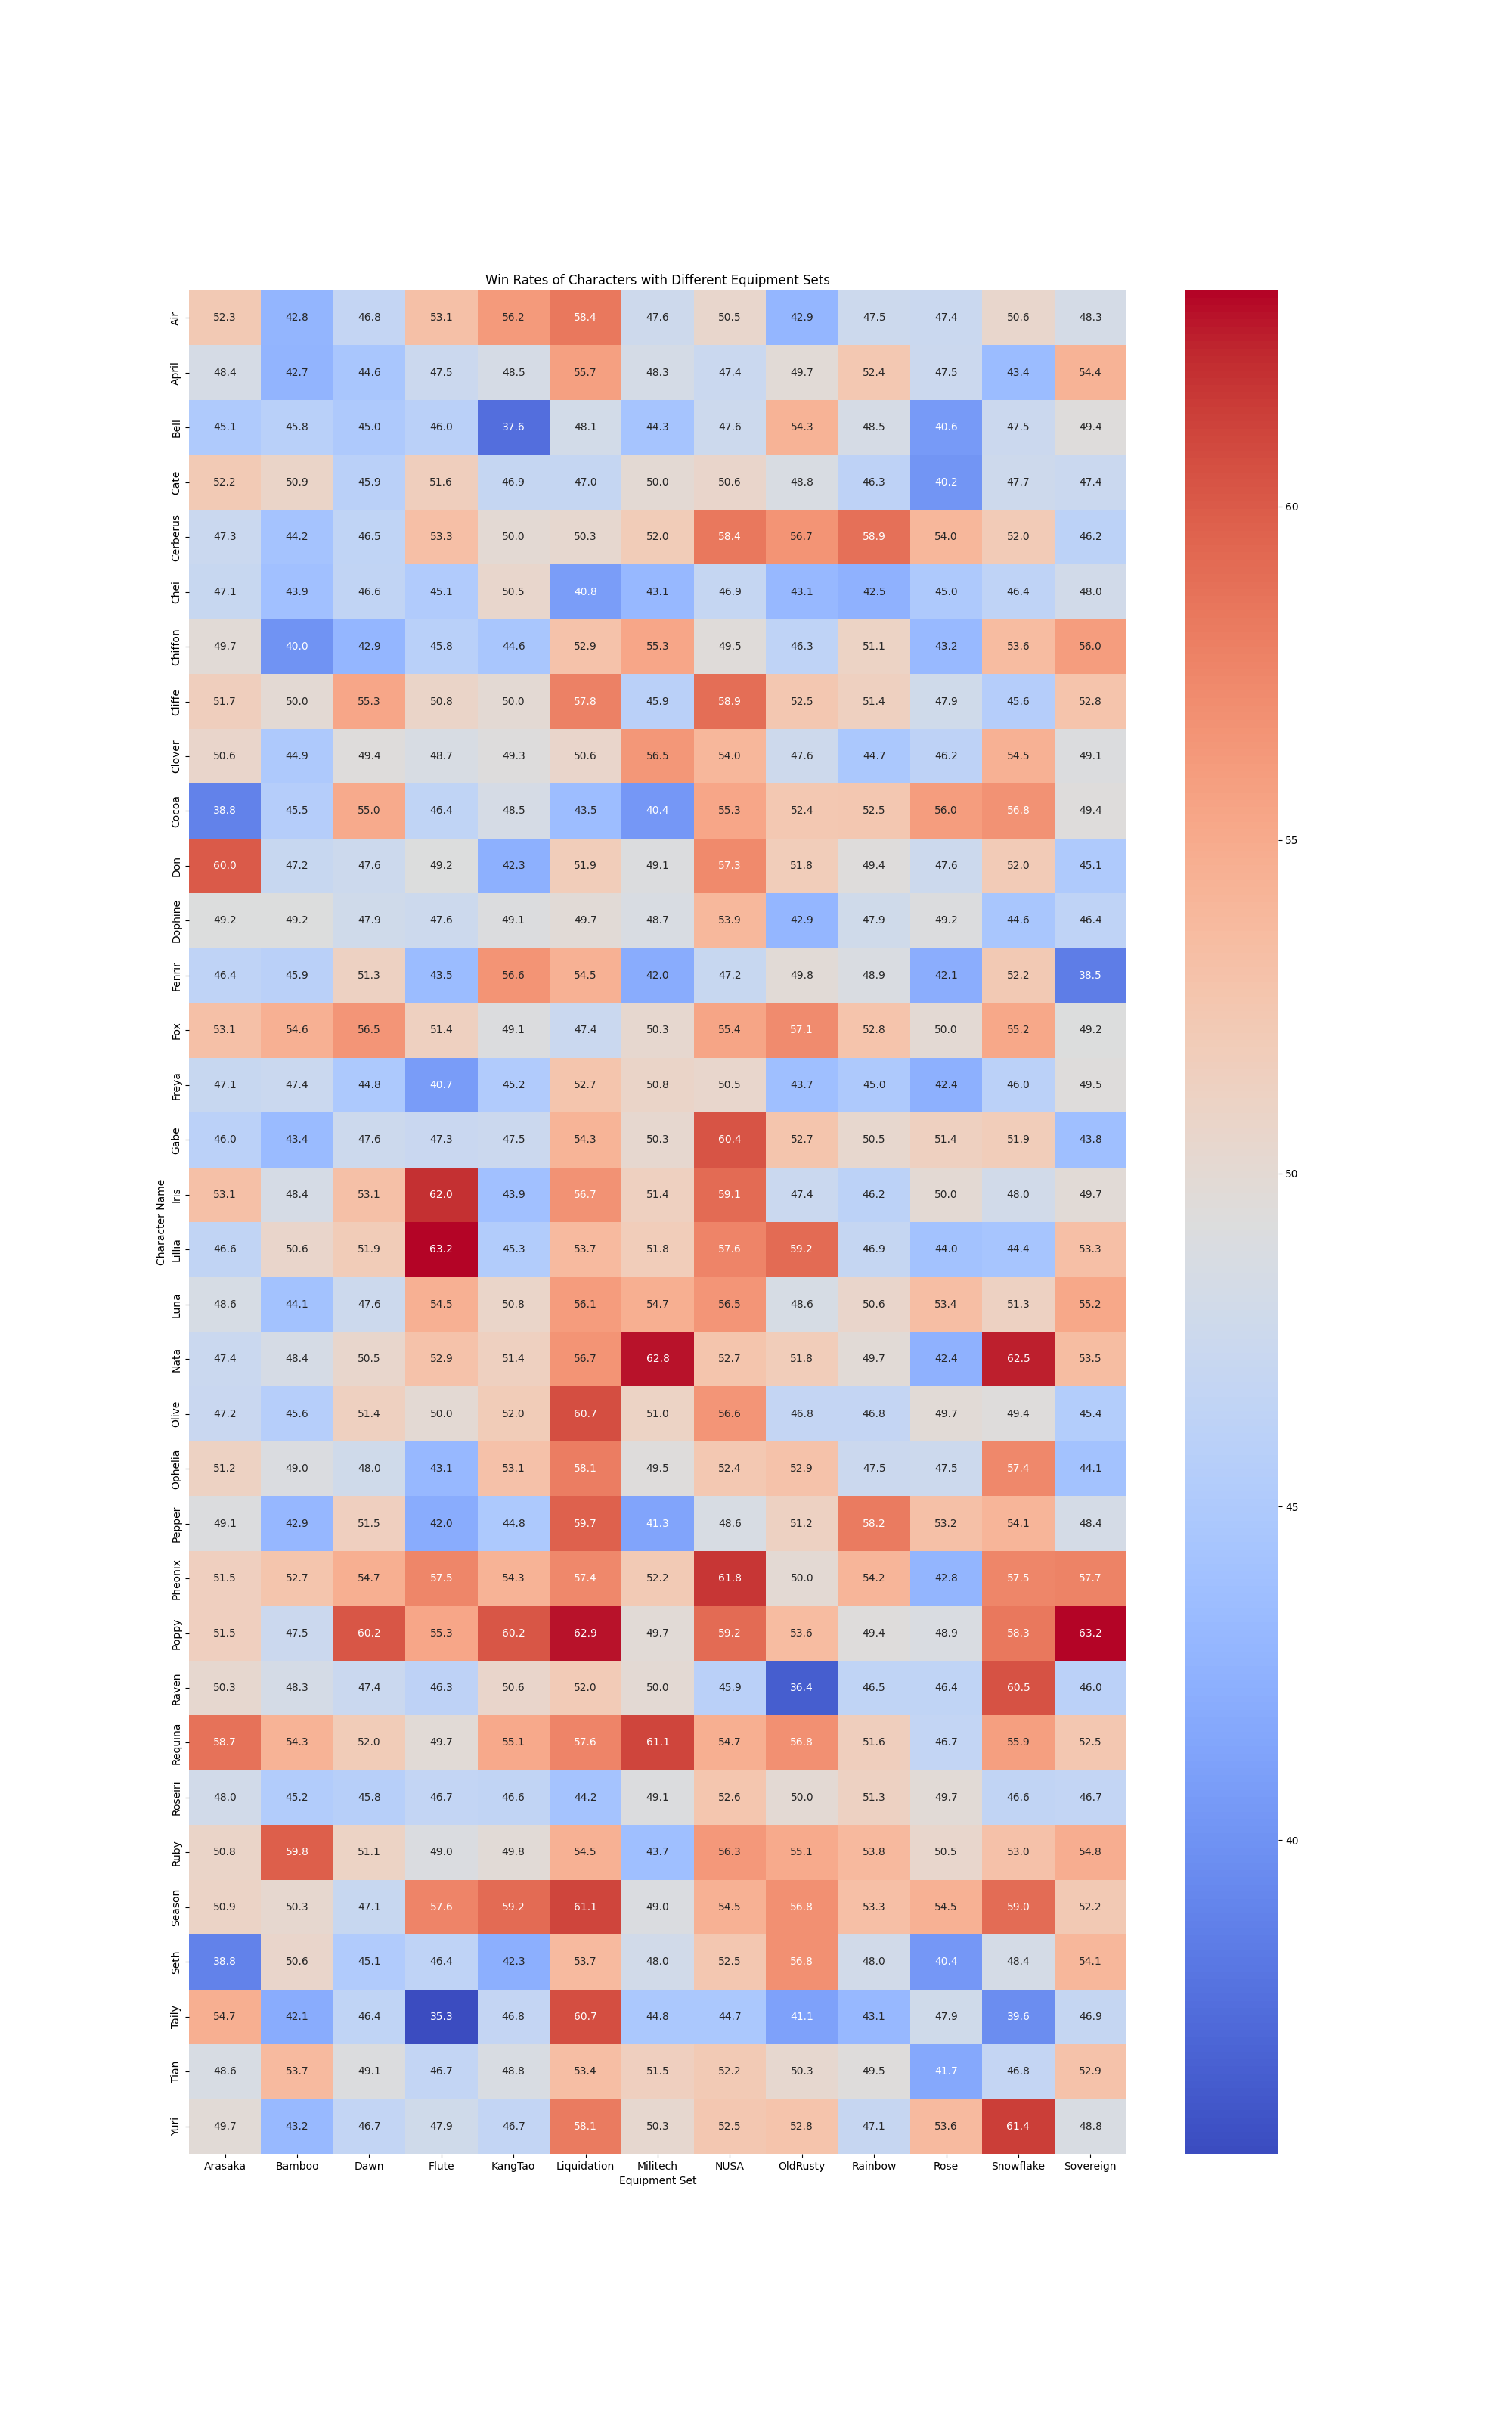 Win Rates of Characters with Different Equipment Sets
Air 52.3 42.8 46.8 53.1 56.2 58.4 47.6 50.5 42.9 47.5 47.4 50.6 48.3
April 48.4 42.7 44.6 47.5 48.5 55.7 48.3 47.4 49.7 52.4 47.5 43.4 54.4
Bell 45.1 45.8 45.0 46.0 37.6 48.1 44.3 47.6 54.3 48.5 40.6 47.5 49.4
Cate 52.2 50.9 45.9 51.6 46.9 47.0 50.0 50.6 48.8 46.3 40.2 47.7 47.4
Cerberus 47.3 44.2 46.5 53.3 50.0 50.3 52.0 58.4 56.7 58.9 54.0 52.0 46.2
60
Chei 47.1 43.9 46.6 45.1 50.5 40.8 43.1 46.9 43.1 42.5 45.0 46.4 48.0
Chiffon 49.7 40.0 42.9 45.8 44.6 52.9 55.3 49.5 46.3 51.1 43.2 53.6 56.0
Cliffe 51.7 50.0 55.3 50.8 50.0 57.8 45.9 58.9 52.5 51.4 47.9 45.6 52.8
Clover 50.6 44.9 49.4 48.7 49.3 50.6 56.5 54.0 47.6 44.7 46.2 54.5 49.1
Cocoa 38.8 45.5 55.0 46.4 48.5 43.5 40.4 55.3 52.4 52.5 56.0 56.8 49.4
55
Don 60.0 47.2 47.6 49.2 42.3 51.9 49.1 57.3 51.8 49.4 47.6 52.0 45.1
Dophine 49.2 49.2 47.9 47.6 49.1 49.7 48.7 53.9 42.9 47.9 49.2 44.6 46.4
Fenrir 46.4 45.9 51.3 43.5 56.6 54.5 42.0 47.2 49.8 48.9 42.1 52.2 38.5
Fox 53.1 54.6 56.5 51.4 49.1 47.4 50.3 55.4 57.1 52.8 50.0 55.2 49.2
Freya 47.1 47.4 44.8 40.7 45.2 52.7 50.8 50.5 43.7 45.0 42.4 46.0 49.5
Gabe 46.0 43.4 47.6 47.3 47.5 54.3 50.3 60.4 52.7 50.5 51.4 51.9 43.8
50
Iris 53.1 48.4 53.1 62.0 43.9 56.7 51.4 59.1 47.4 46.2 50.0 48.0 49.7
Character Name
Lillia 46.6 50.6 51.9 63.2 45.3 53.7 51.8 57.6 59.2 46.9 44.0 44.4 53.3
Luna 48.6 44.1 47.6 54.5 50.8 56.1 54.7 56.5 48.6 50.6 53.4 51.3 55.2
Nata 47.4 48.4 50.5 52.9 51.4 56.7 62.8 52.7 51.8 49.7 42.4 62.5 53.5
Olive 47.2 45.6 51.4 50.0 52.0 60.7 51.0 56.6 46.8 46.8 49.7 49.4 45.4
Ophelia 51.2 49.0 48.0 43.1 53.1 58.1 49.5 52.4 52.9 47.5 47.5 57.4 44.1
45
Pepper 49.1 42.9 51.5 42.0 44.8 59.7 41.3 48.6 51.2 58.2 53.2 54.1 48.4
Pheonix 51.5 52.7 54.7 57.5 54.3 57.4 52.2 61.8 50.0 54.2 42.8 57.5 57.7
Poppy 51.5 47.5 60.2 55.3 60.2 62.9 49.7 59.2 53.6 49.4 48.9 58.3 63.2
Raven 50.3 48.3 47.4 46.3 50.6 52.0 50.0 45.9 36.4 46.5 46.4 60.5 46.0
Requina 58.7 54.3 52.0 49.7 55.1 57.6 61.1 54.7 56.8 51.6 46.7 55.9 52.5
Roseiri 48.0 45.2 45.8 46.7 46.6 44.2 49.1 52.6 50.0 51.3 49.7 46.6 46.7
40
Ruby 50.8 59.8 51.1 49.0 49.8 54.5 43.7 56.3 55.1 53.8 50.5 53.0 54.8
Season 50.9 50.3 47.1 57.6 59.2 61.1 49.0 54.5 56.8 53.3 54.5 59.0 52.2
Seth 38.8 50.6 45.1 46.4 42.3 53.7 48.0 52.5 56.8 48.0 40.4 48.4 54.1
Taily 54.7 42.1 46.4 35.3 46.8 60.7 44.8 44.7 41.1 43.1 47.9 39.6 46.9
Tian 48.6 53.7 49.1 46.7 48.8 53.4 51.5 52.2 50.3 49.5 41.7 46.8 52.9
Yuri 49.7 43.2 46.7 47.9 46.7 58.1 50.3 52.5 52.8 47.1 53.6 61.4 48.8
Arasaka Bamboo Dawn Flute KangTao Liquidation Militech NUSA OldRusty Rainbow Rose Snowflake Sovereign
Equipment Set